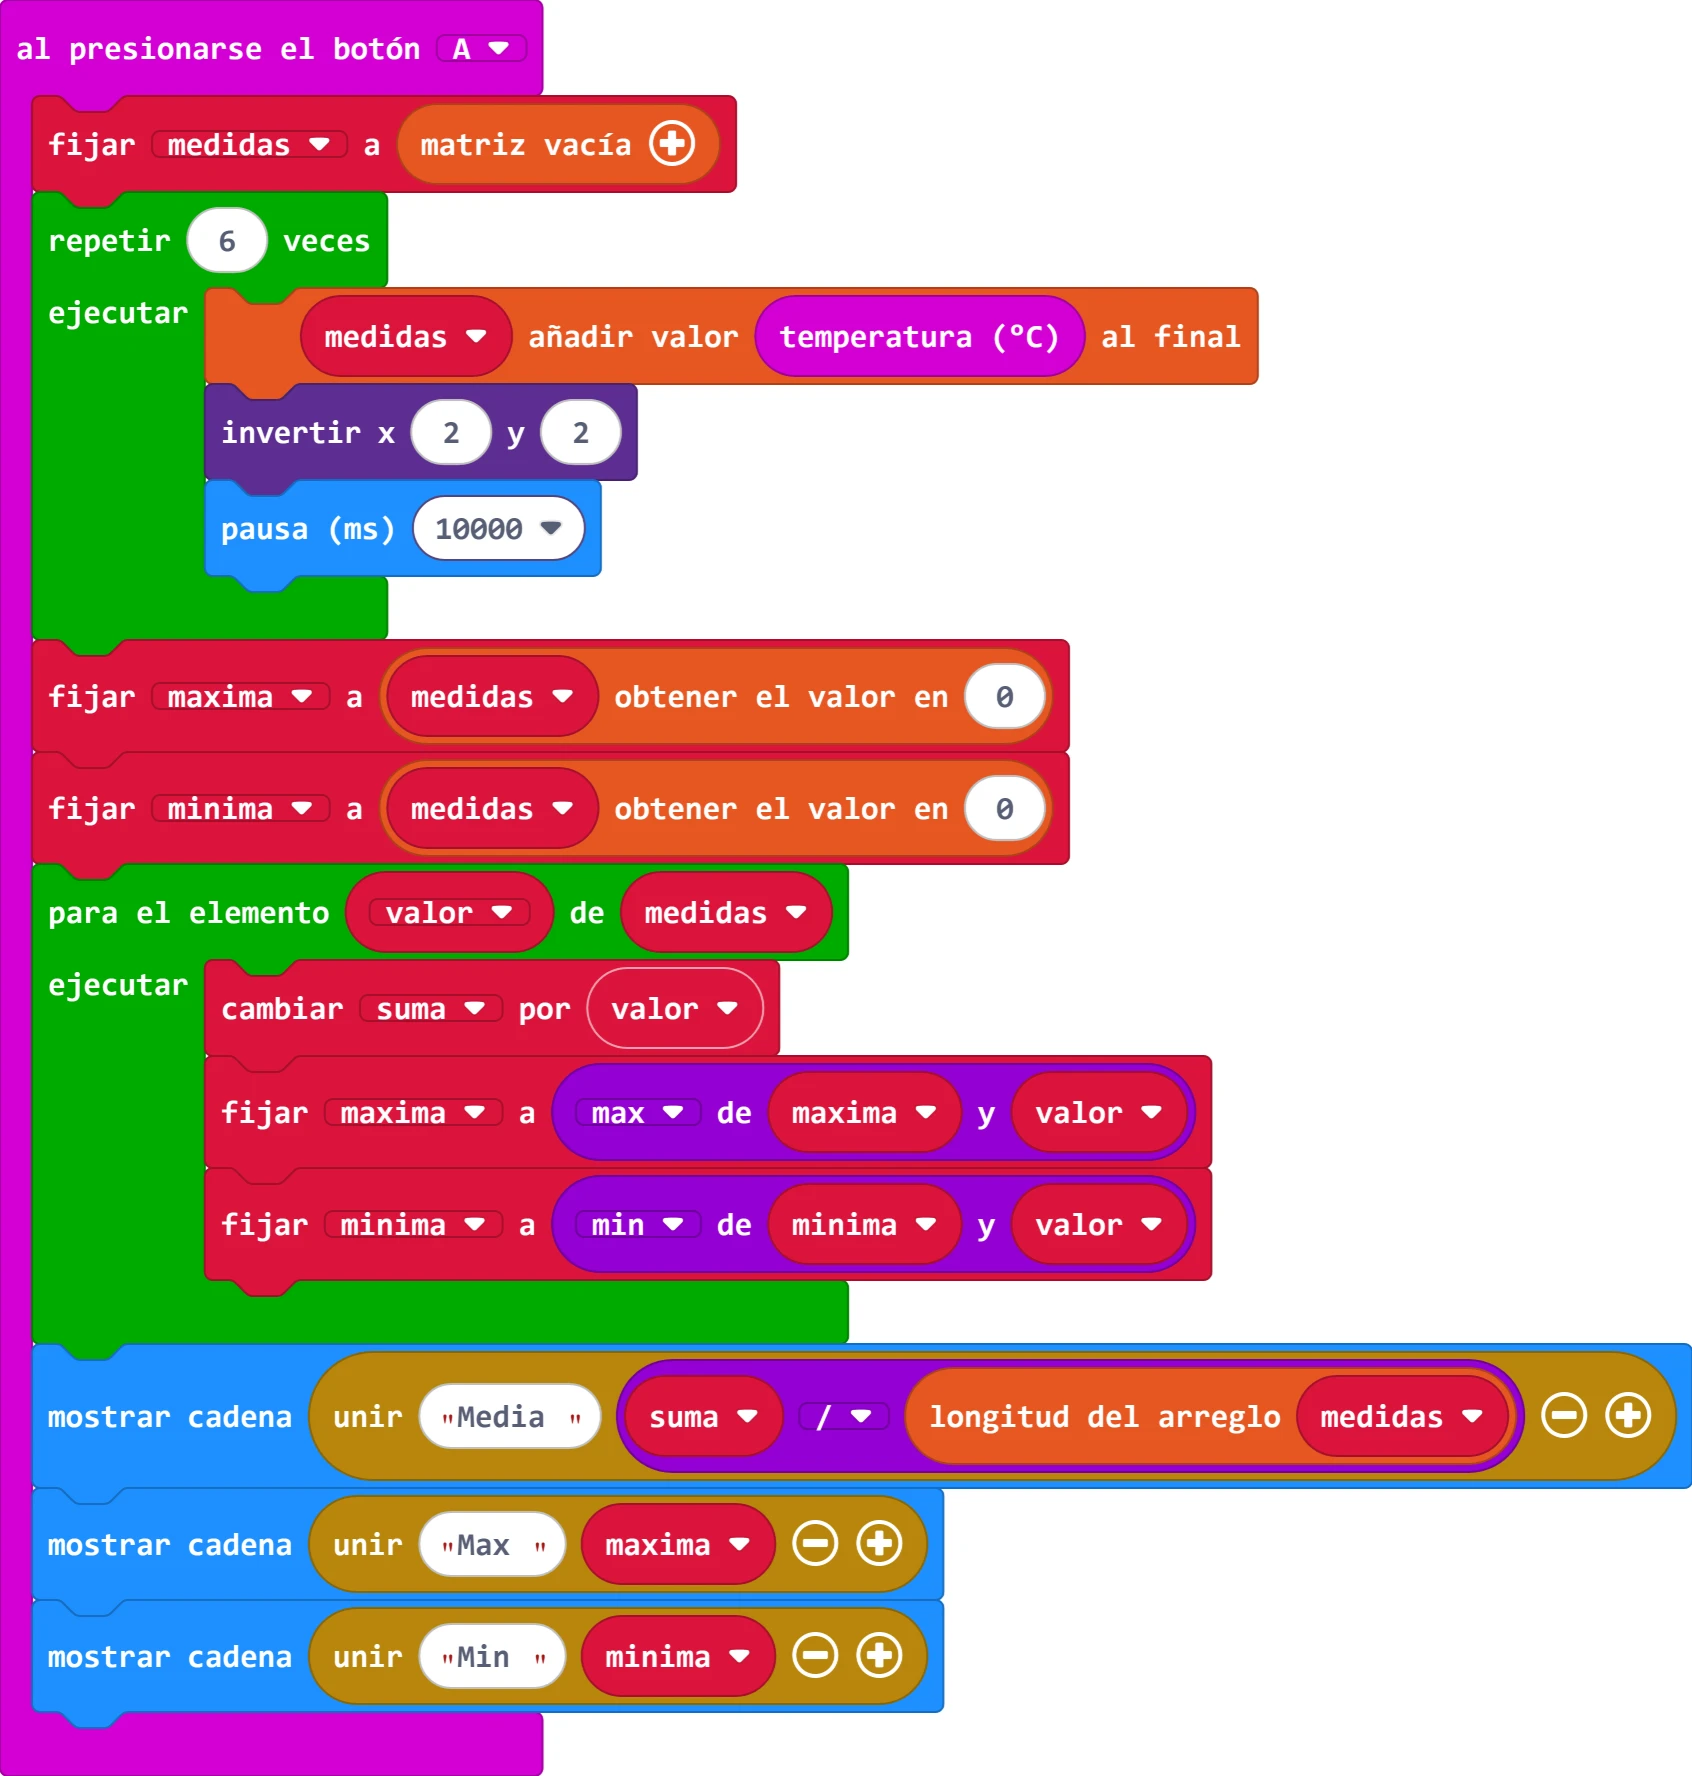 al presionarse el botón A
fijar medidas a matriz vacía
repetir 6 veces
ejecutar
medidas añadir valor temperatura (ºC) al final
invertir x 2 y 2
pausa (ms) 10000
fijar maxima a medidas obtener el valor en 0
fijar minima a medidas obtener el valor en 0
para el elemento valor de medidas
ejecutar
cambiar suma por valor
fijar maxima a max de maxima y valor
fijar minima a min de minima y valor
mostrar cadena unir "Media " suma / longitud del arreglo medidas
mostrar cadena unir "Max " maxima
mostrar cadena unir "Min " minima